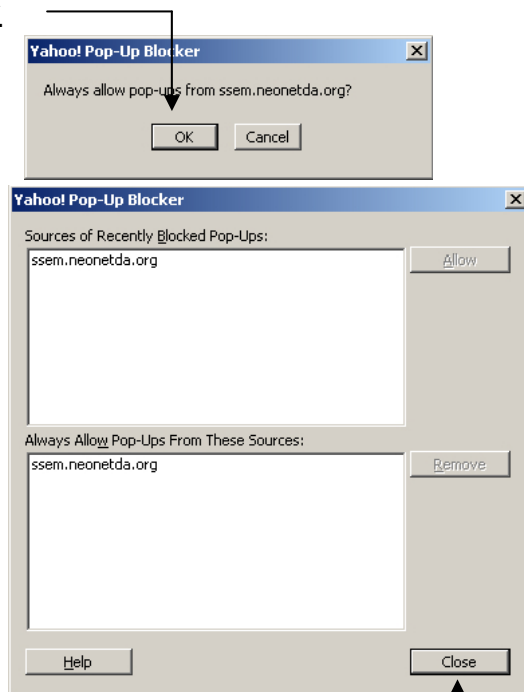 Yahoo! Pop-Up Blocker
Always allow pop-ups from ssem.neonetda.org?
OK Cancel
Yahoo! Pop-Up Blocker
Sources of Recently Blocked Pop-Ups:
ssem.neonetda.org
Allow
Always Allow Pop-Ups From These Sources:
ssem.neonetda.org
Remove
Help Close